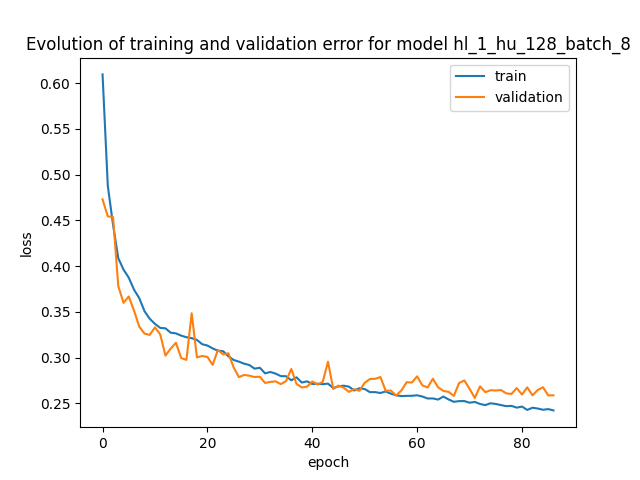 Evolution of training and validation error for model hl_1_hu_128_batch_8
train
validation
loss
0.60
0.55
0.50
0.45
0.40
0.35
0.30
0.25
0
20
40
60
80
epoch